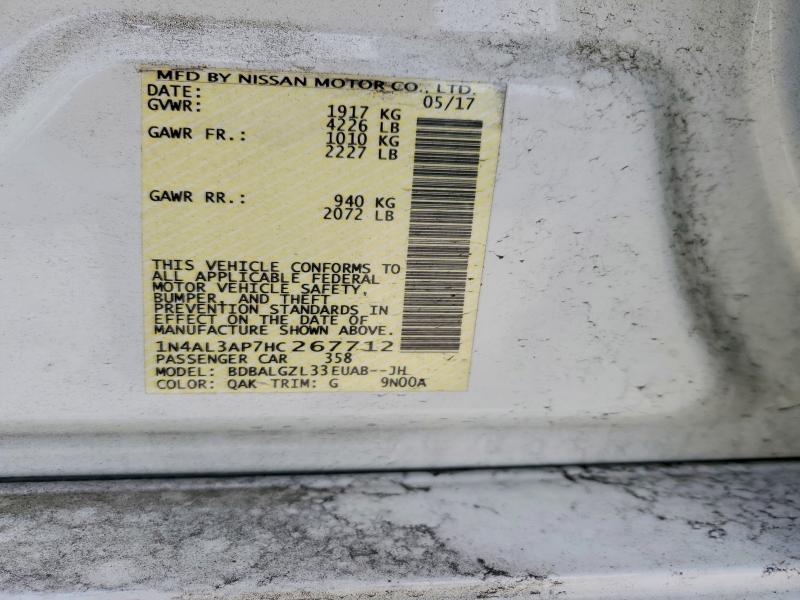 MFD BY NISSAN MOTOR CO., LTD.
DATE: 05/17
GVWR: 1917 KG
4226 LB
GAWR FR.: 1010 KG
2227 LB
GAWR RR.: 940 KG
2072 LB
THIS VEHICLE CONFORMS TO
ALL APPLICABLE FEDERAL
MOTOR VEHICLE SAFETY,
BUMPER, AND THEFT
PREVENTION STANDARDS IN
EFFECT ON THE DATE OF
MANUFACTURE SHOWN ABOVE.
1N4AL3AP7HC267712
PASSENGER CAR 358
MODEL: BDBALGZL33EUAB--JH
COLOR: QAK TRIM: G 9N00A